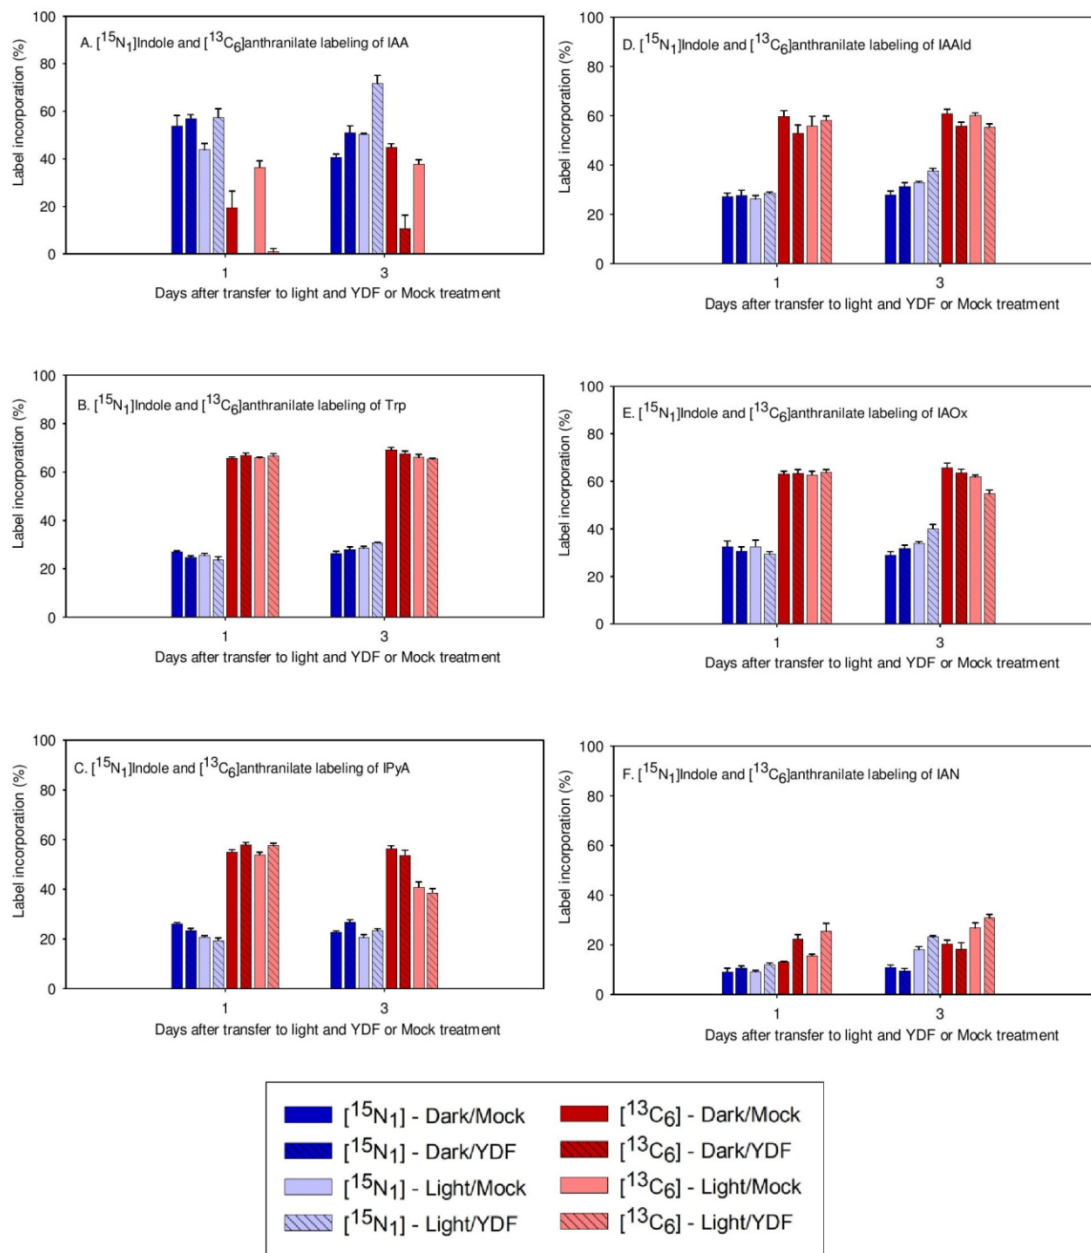 A. [15N1]Indole and [13C6]anthranilate labeling of IAA
Label incorporation (%)
100
80
60
40
20
0
1
3
Days after transfer to light and YDF or Mock treatment
D. [15N1]Indole and [13C6]anthranilate labeling of IAAld
Label incorporation (%)
100
80
60
40
20
0
1
3
Days after transfer to light and YDF or Mock treatment
B. [15N1]Indole and [13C6]anthranilate labeling of Trp
Label incorporation (%)
100
80
60
40
20
0
1
3
Days after transfer to light and YDF or Mock treatment
E. [15N1]Indole and [13C6]anthranilate labeling of IAOx
Label incorporation (%)
100
80
60
40
20
0
1
3
Days after transfer to light and YDF or Mock treatment
C. [15N1]Indole and [13C6]anthranilate labeling of IPyA
Label incorporation (%)
100
80
60
40
20
0
1
3
Days after transfer to light and YDF or Mock treatment
F. [15N1]Indole and [13C6]anthranilate labeling of IAN
Label incorporation (%)
100
80
60
40
20
0
1
3
Days after transfer to light and YDF or Mock treatment
[15N1] - Dark/Mock
[15N1] - Dark/YDF
[15N1] - Light/Mock
[15N1] - Light/YDF
[13C6] - Dark/Mock
[13C6] - Dark/YDF
[13C6] - Light/Mock
[13C6] - Light/YDF